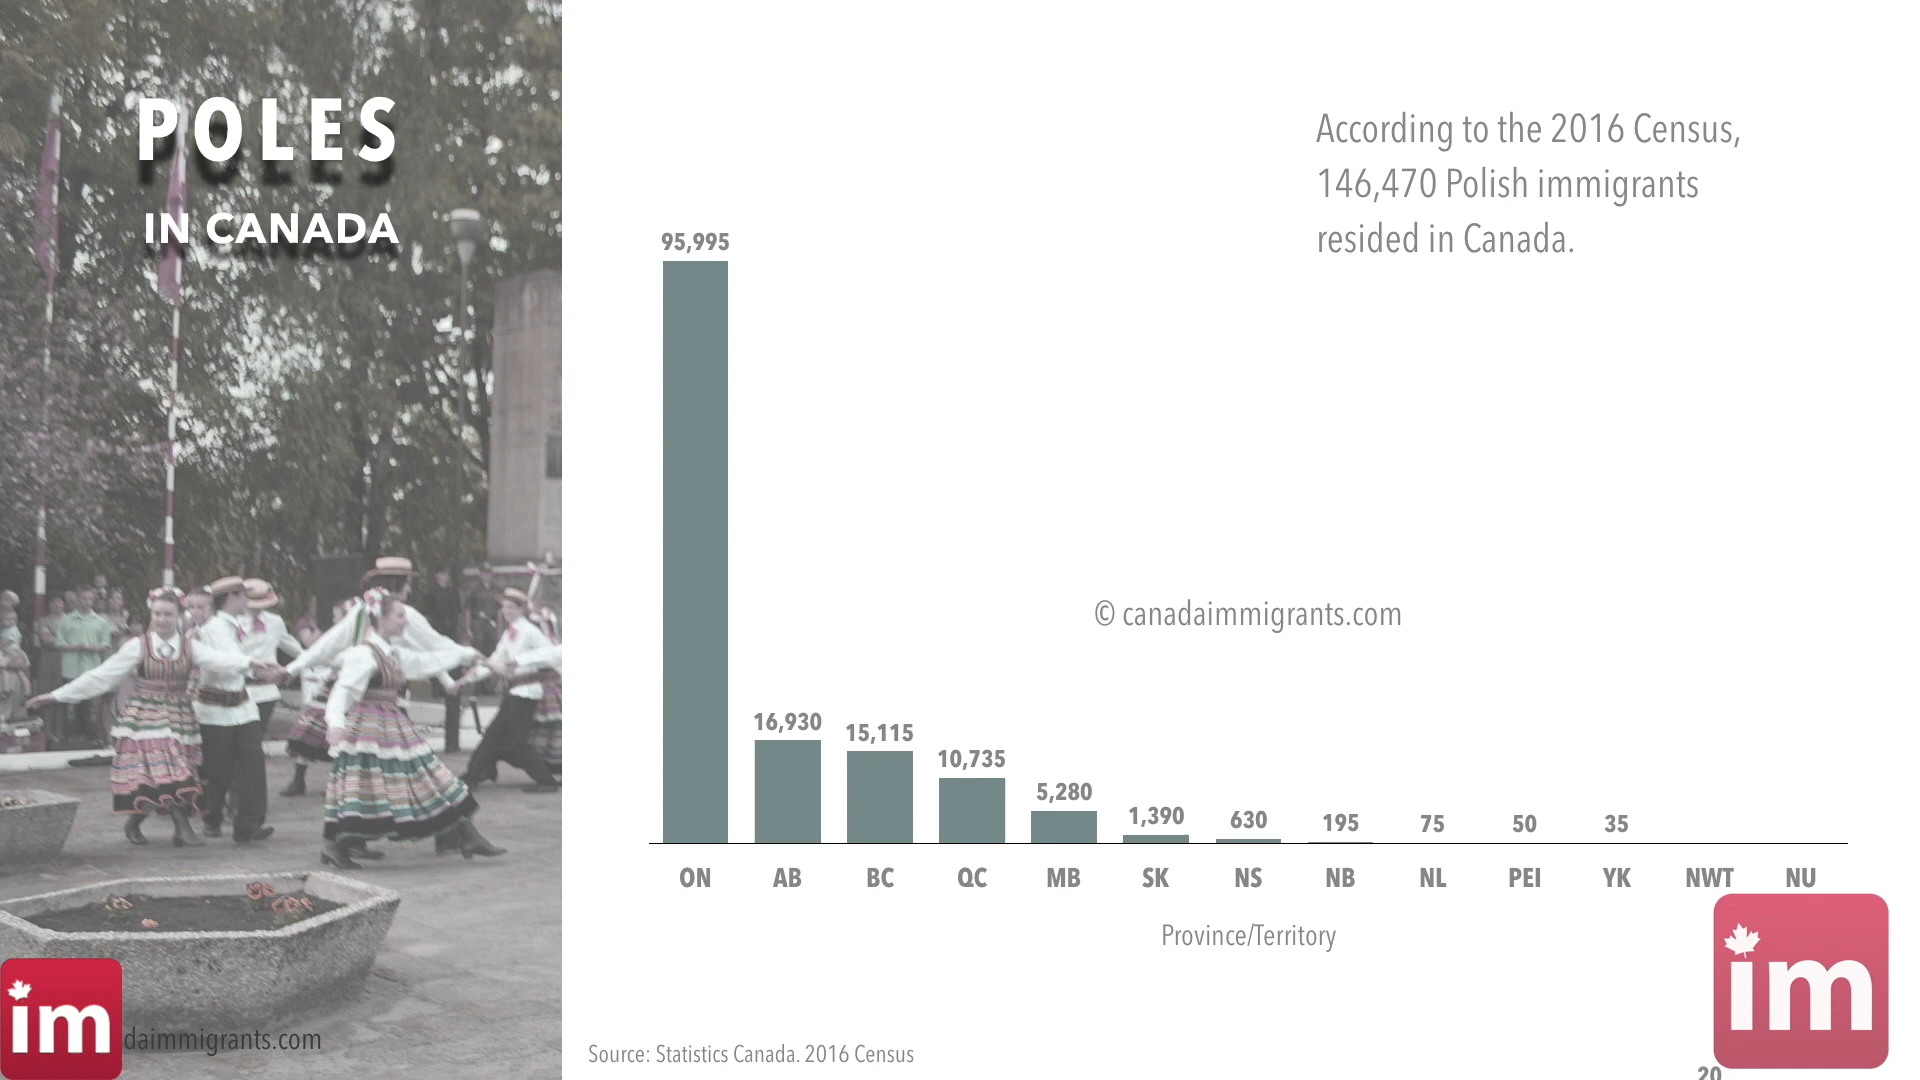 POLES
IN CANADA
According to the 2016 Census,
146,470 Polish immigrants
resided in Canada.
95,995
16,930
15,115
10,735
5,280
1,390
630
195
75
50
35
© canadaimmigrants.com
ON AB BC QC MB SK NS NB NL PEI YK NWT NU
Province/Territory
im
daimmigrants.com
Source: Statistics Canada. 2016 Census
im
20